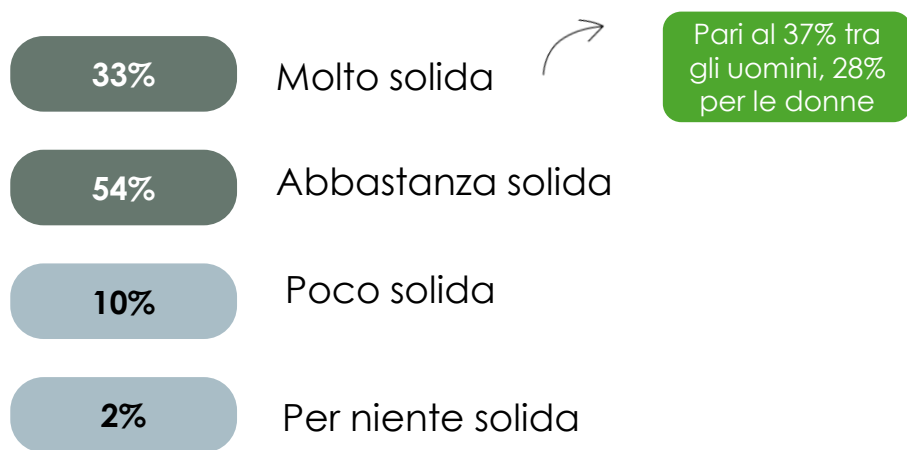 33%
Molto solida
Pari al 37% tra
gli uomini, 28%
per le donne
54%
Abbastanza solida
10%
Poco solida
2%
Per niente solida